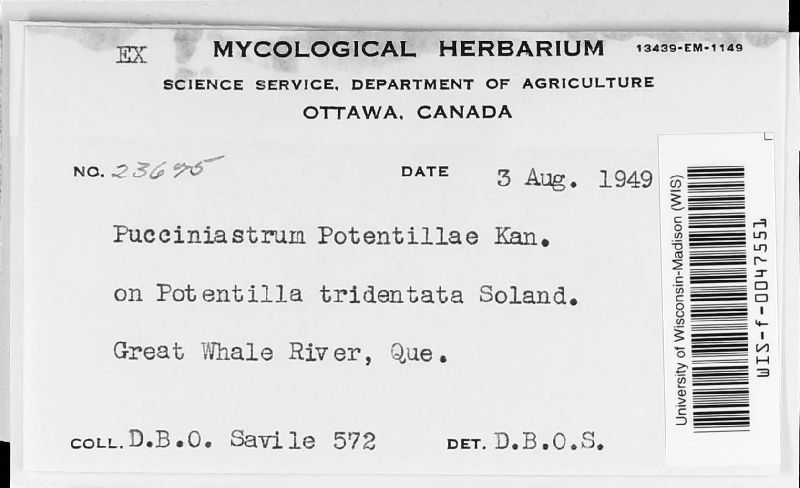 EX MYCOLOGICAL HERBARIUM 13439-EM-1149
SCIENCE SERVICE, DEPARTMENT OF AGRICULTURE
OTTAWA, CANADA
NO. 23695 DATE 3 Aug. 1949
Pucciniastrum Potentillae Kan.
on Potentilla tridentata Soland.
Great Whale River, Que.
COLL. D.B.O. Savile 572 DET. D.B.O.S.
University of Wisconsin-Madison (WIS)
WIS-f-0047551